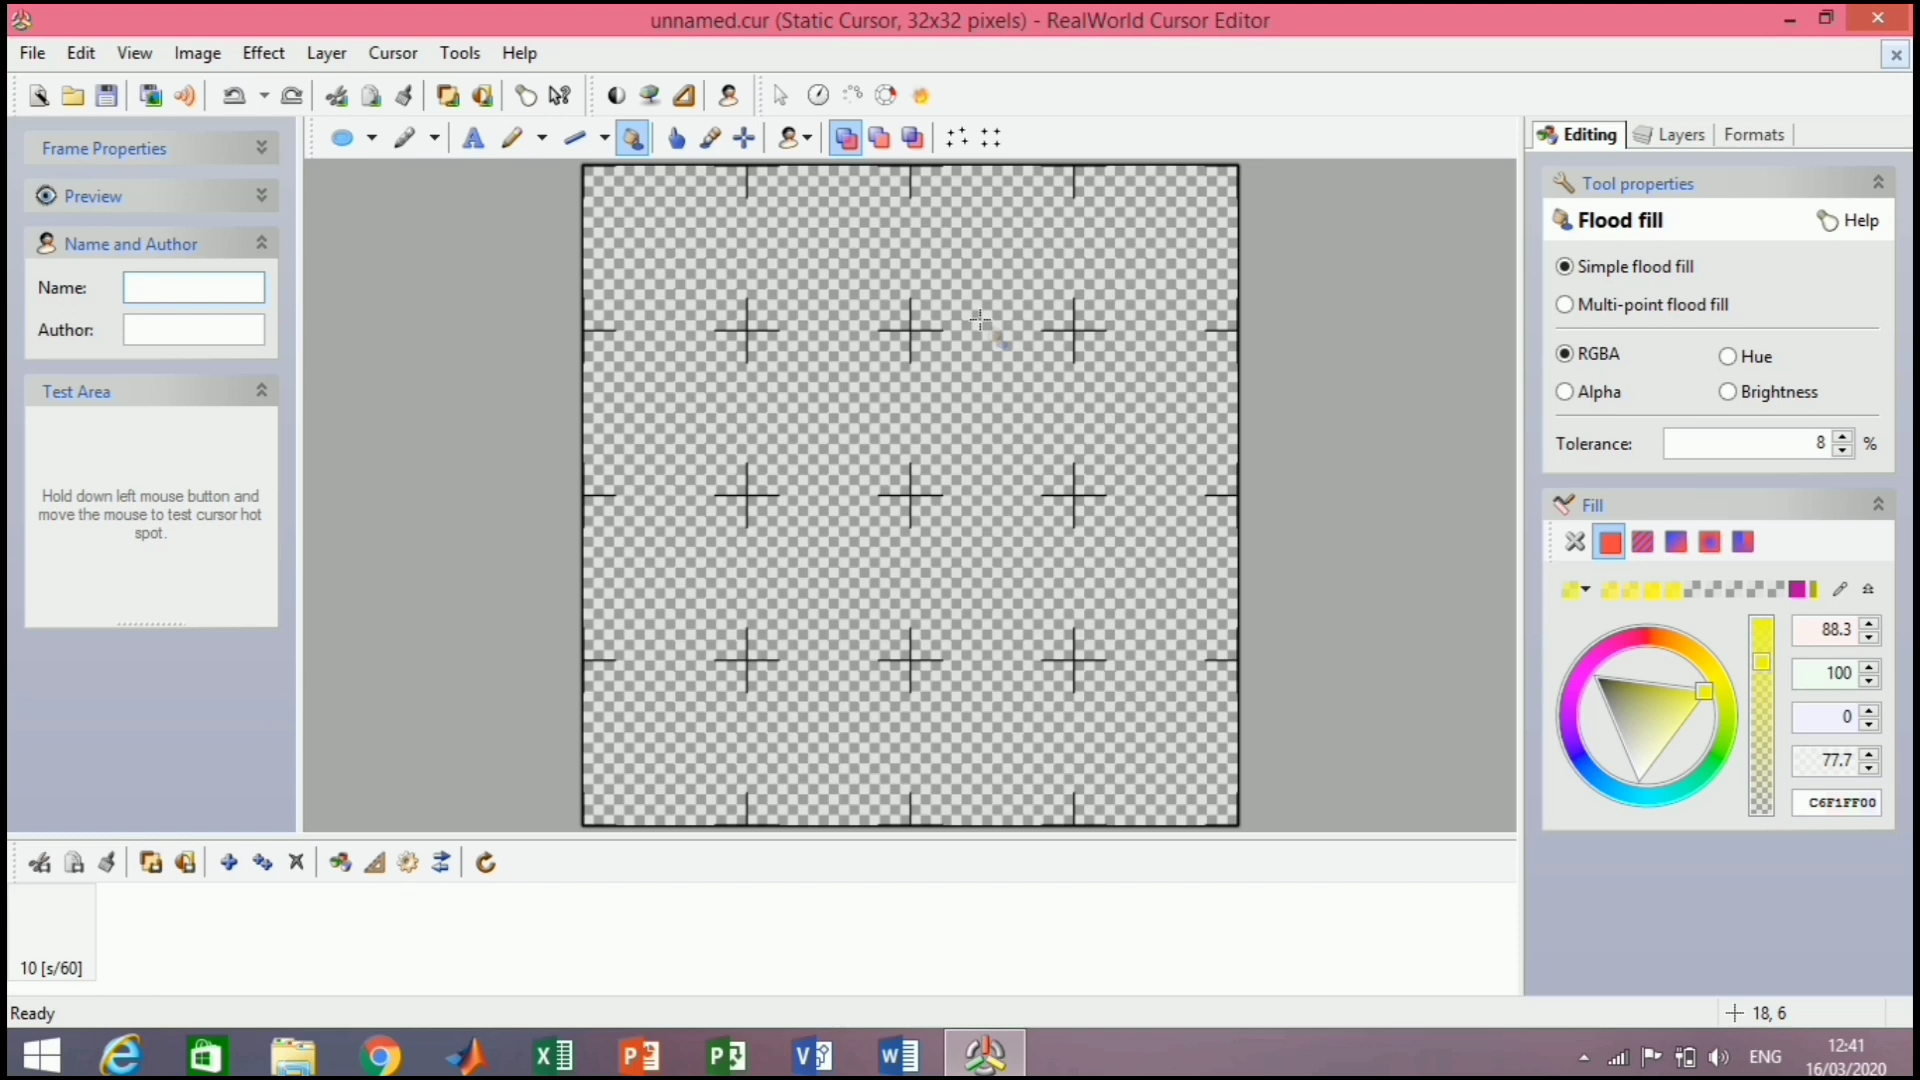 unnamed.cur (Static Cursor, 32x32 pixels) - RealWorld Cursor Editor
File Edit View Image Effect Layer Cursor Tools Help
Frame Properties
Preview
Name and Author
Name:
Author:
Test Area
Hold down left mouse button and
move the mouse to test cursor hot
spot.
Editing Layers Formats
Tool properties
Flood fill Help
Simple flood fill
Multi-point flood fill
RGBA Hue
Alpha Brightness
Tolerance: 8 %
Fill
88.3
100
0
77.7
C6F1FF00
10 [s/60]
Ready 18, 6
ENG 12:41
16/03/2020